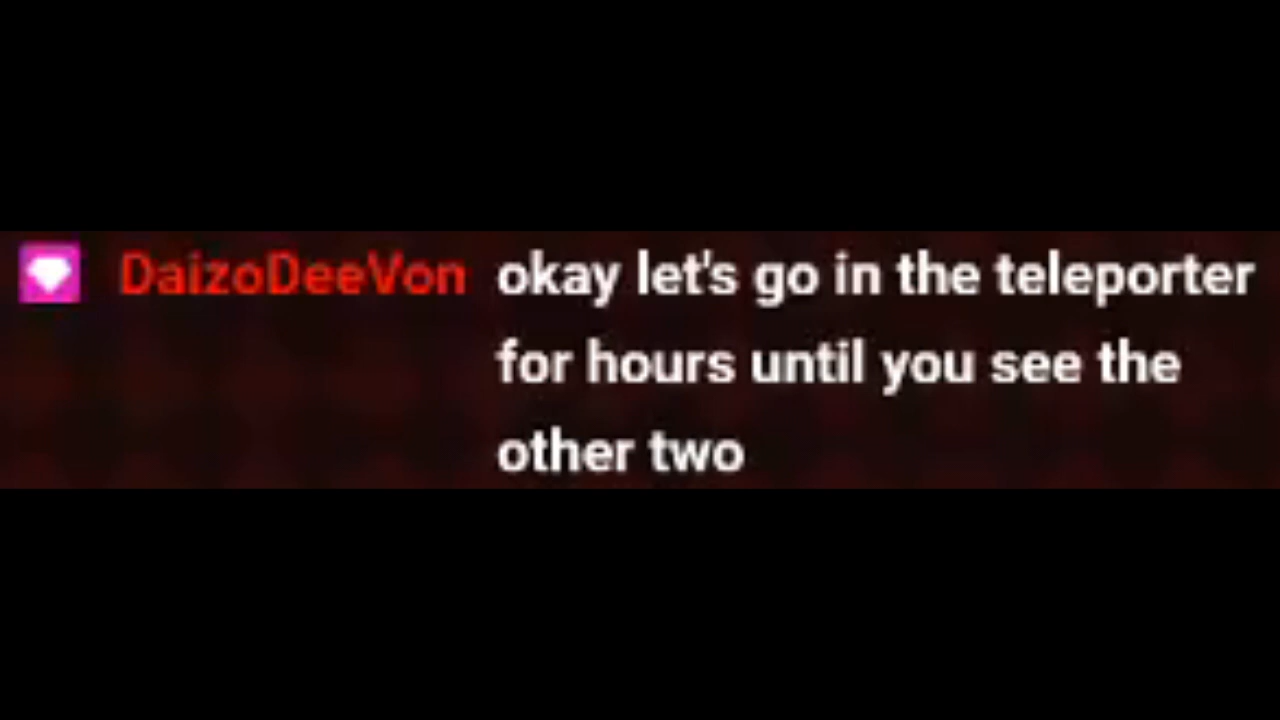 DaizoDeeVon okay let's go in the teleporter
for hours until you see the
other two